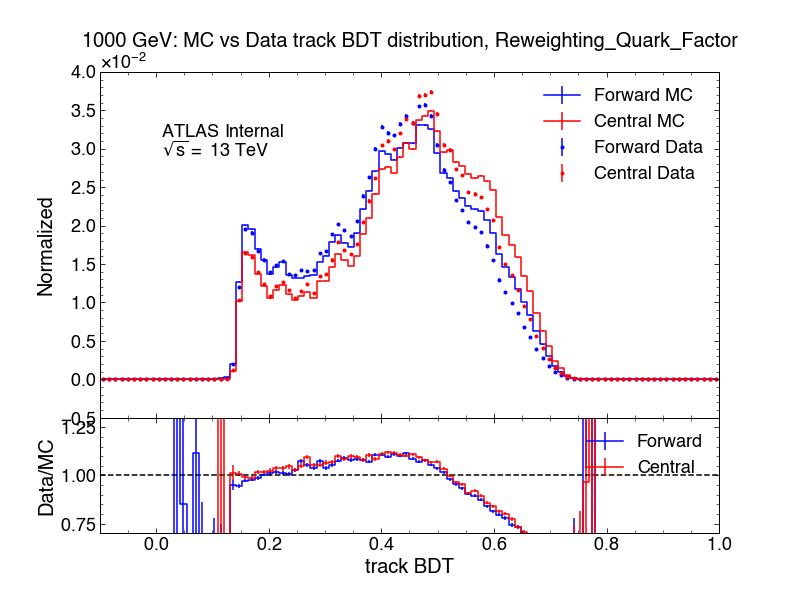 1000 GeV: MC vs Data track BDT distribution, Reweighting_Quark_Factor
×10⁻²
4.0
3.5
3.0
2.5
2.0
1.5
1.0
0.5
0.0
-0.5
Normalized
ATLAS Internal
√s = 13 TeV
Forward MC
Central MC
Forward Data
Central Data
1.25
1.00
0.75
Data/MC
Forward
Central
0.0 0.2 0.4 0.6 0.8 1.0
track BDT